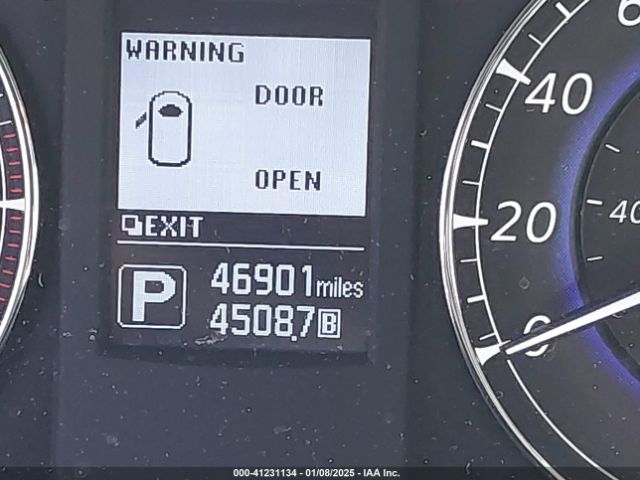 WARNING
DOOR
OPEN
EXIT
P
46901 miles
4508.7 B
40
20
0
40
000-41231134 - 01/08/2025 - IAA Inc.